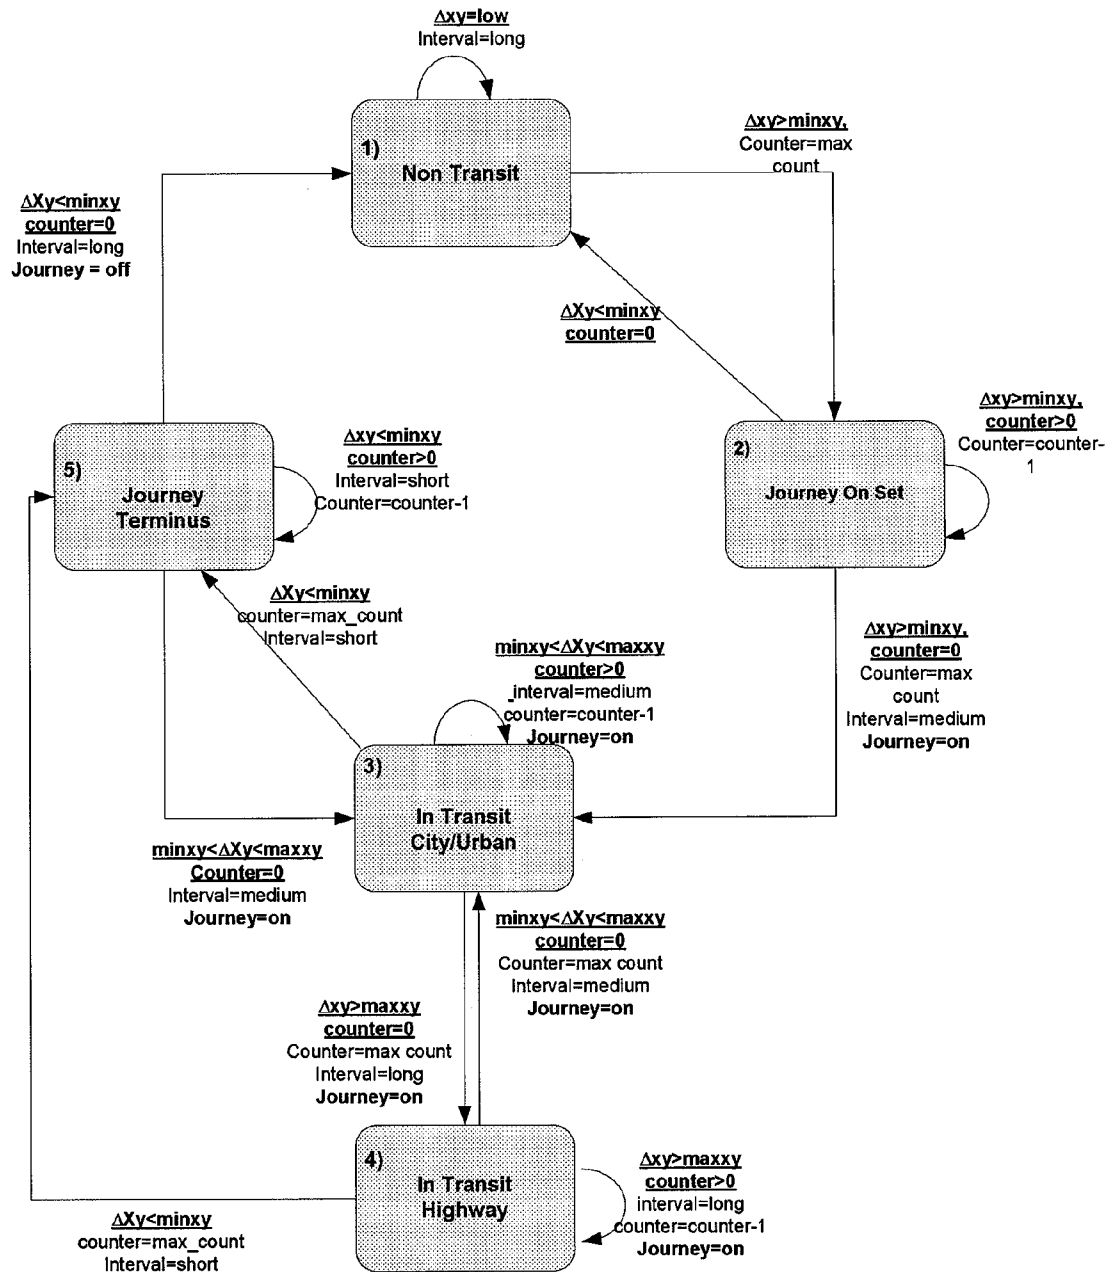 Δxy=low
Interval=long
1)
Non Transit
Δxy>minxy,
Counter=max
count
ΔXy<minxy
counter=0
Interval=long
Journey = off
ΔXy<minxy
counter=0
Δxy>minxy,
counter>0
Counter=counter-
1
2)
Journey On Set
5)
Journey
Terminus
Δxy<minxy
counter>0
Interval=short
Counter=counter-1
ΔXy<minxy
counter=max_count
Interval=short
minxy<ΔXy<maxxy
counter>0
interval=medium
counter=counter-1
Journey=on
Δxy>minxy,
counter=0
Counter=max
count
Interval=medium
Journey=on
3)
In Transit
City/Urban
minxy<ΔXy<maxxy
Counter=0
Interval=medium
Journey=on
minxy<ΔXy<maxxy
counter=0
Counter=max count
Interval=medium
Journey=on
Δxy>maxxy
counter=0
Counter=max count
Interval=long
Journey=on
4)
In Transit
Highway
Δxy>maxxy
counter>0
interval=long
counter=counter-1
Journey=on
ΔXy<minxy
counter=max_count
Interval=short